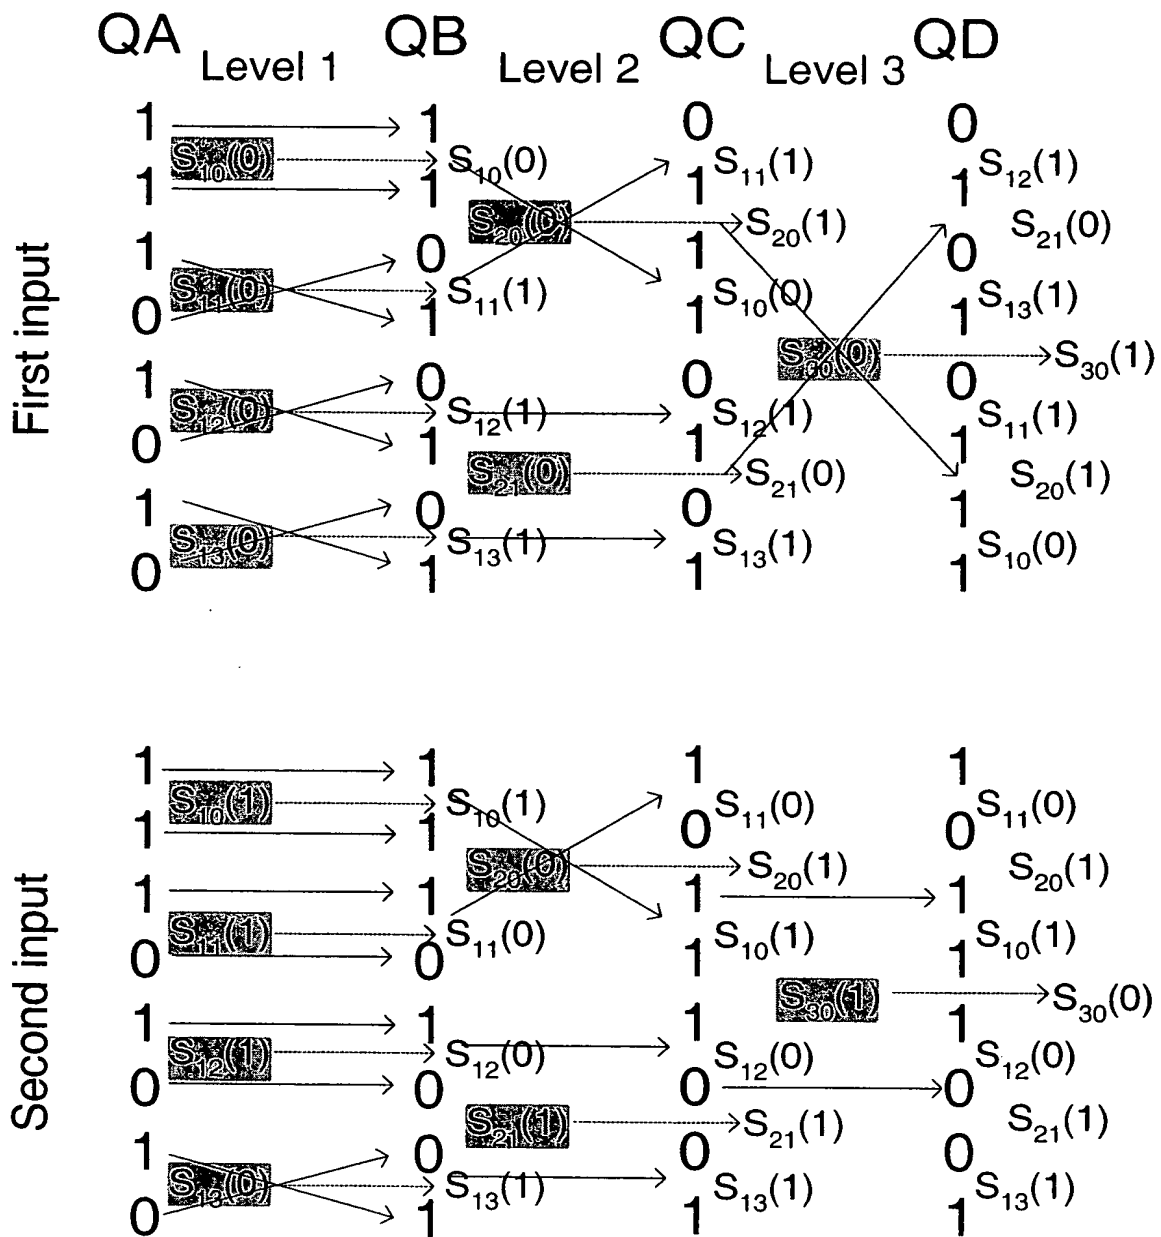 QA QB QC QD
Level 1 Level 2 Level 3
First input
1 1 0 0
S10(0) S10(0) S11(1) S12(1)
1 1 1 1
S20(0) S20(1) S21(0)
1 0 1 0
S11(0) S11(1) S10(0) S13(1)
0 1 1 1
S30(0) S30(1)
1 0 0 0
S12(0) S12(1) S12(1) S11(1)
0 1 1 1
S21(0) S21(0) S20(1)
1 0 0 1
S13(0) S13(1) S13(1) S10(0)
0 1 1 1
Second input
1 1 1 1
S10(1) S10(1) S11(0) S11(0)
1 1 0 0
S20(0) S20(1) S20(1)
1 1 1 1
S11(1) S11(0) S10(1) S10(1)
0 0 1 1
S30(1) S30(0)
1 1 1 1
S12(1) S12(0) S12(0) S12(0)
0 0 0 0
S21(1) S21(1) S21(1)
1 0 0 0
S13(0) S13(1) S13(1) S13(1)
0 1 1 1